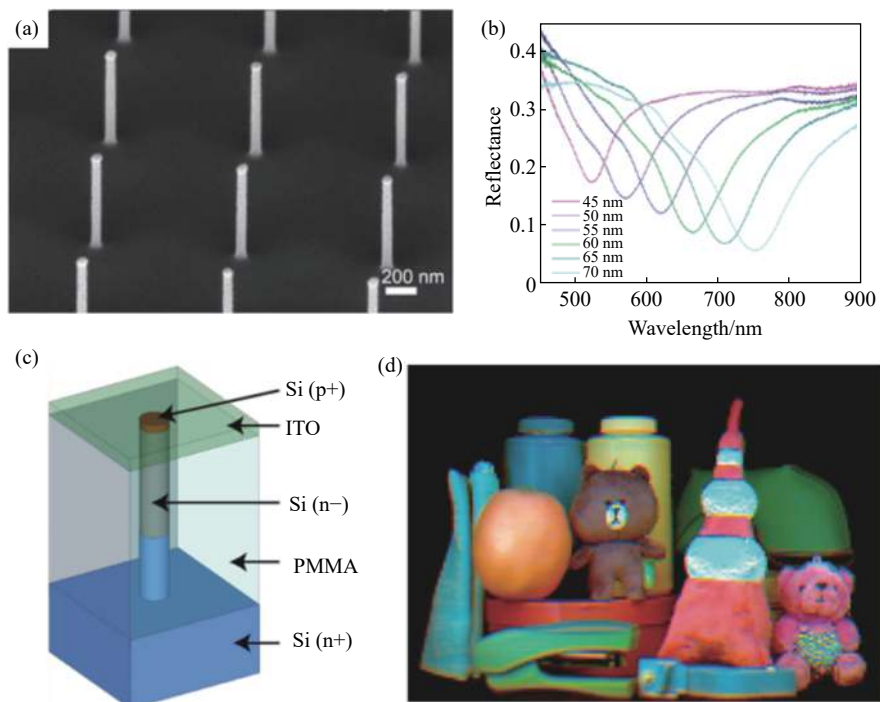 (a)
200 nm
(b)
0.4
0.3
0.2
0.1
0
Reflectance
45 nm
50 nm
55 nm
60 nm
65 nm
70 nm
500
600
700
800
900
Wavelength/nm
(c)
Si (p+)
ITO
Si (n−)
PMMA
Si (n+)
(d)